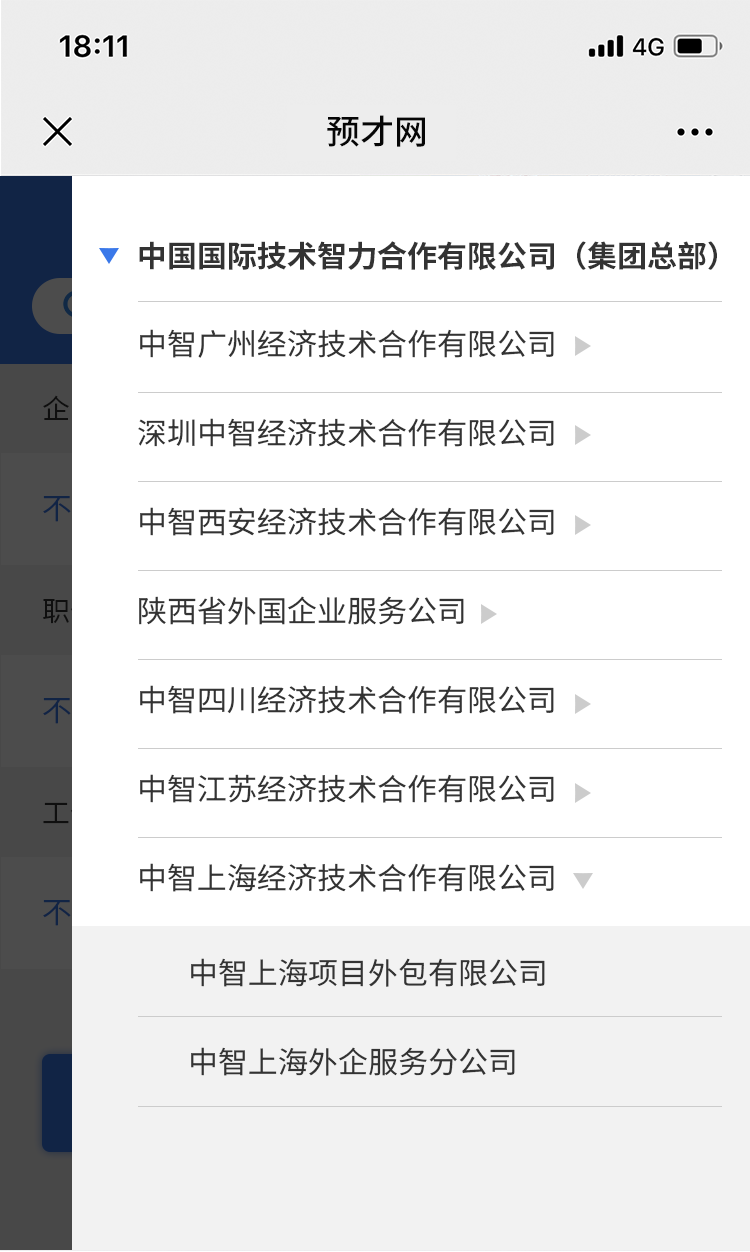 18:11 4G
预才网
中国国际技术智力合作有限公司（集团总部）
中智广州经济技术合作有限公司
企
深圳中智经济技术合作有限公司
不
中智西安经济技术合作有限公司
职
陕西省外国企业服务公司
不
中智四川经济技术合作有限公司
中智江苏经济技术合作有限公司
工
中智上海经济技术合作有限公司
不
中智上海项目外包有限公司
中智上海外企服务分公司